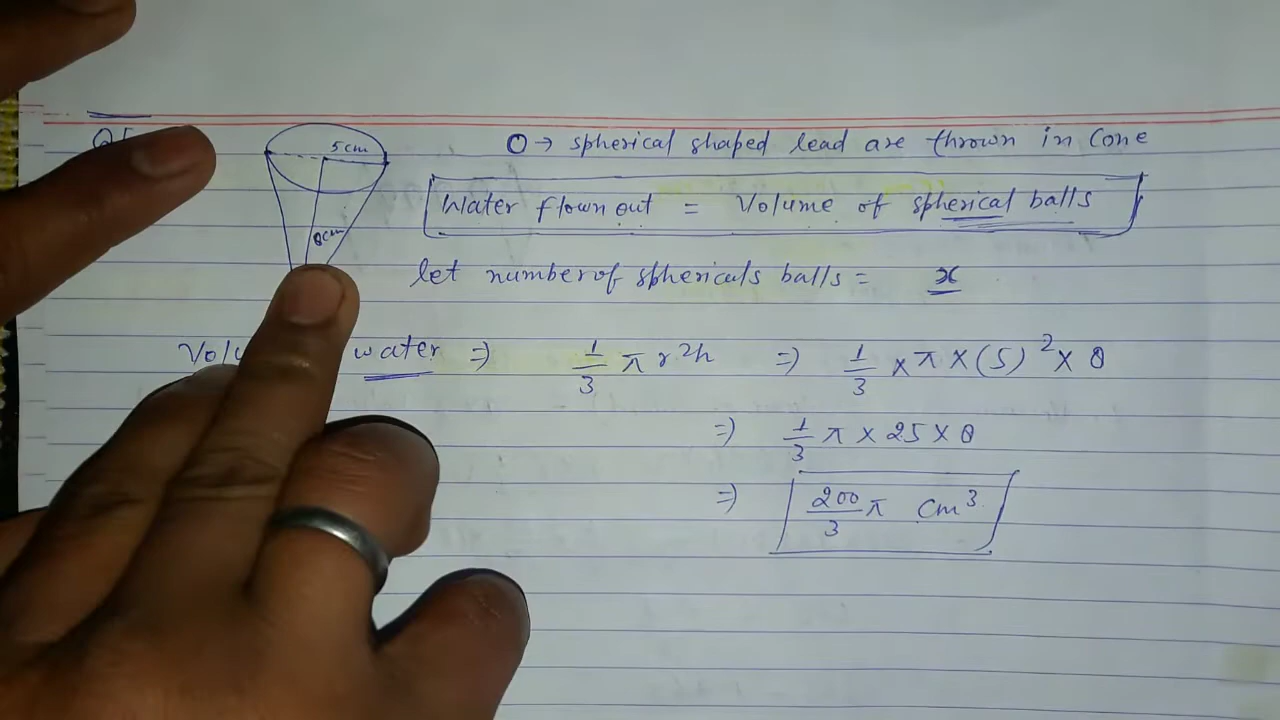 5cm
O → spherical shaped lead are thrown in Cone
Water flown out = Volume of spherical balls
8cm
let number of sphericals balls = x
water ⇒ 1/3 π r²h ⇒ 1/3 × π × (5)² × 8
⇒ 1/3 π × 25 × 8
⇒ 200/3 π cm³